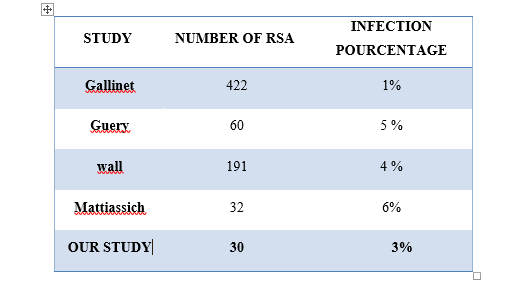 STUDY NUMBER OF RSA INFECTION POURCENTAGE
Gallinet 422 1%
Guery 60 5 %
wall 191 4 %
Mattiassich 32 6%
OUR STUDY 30 3%